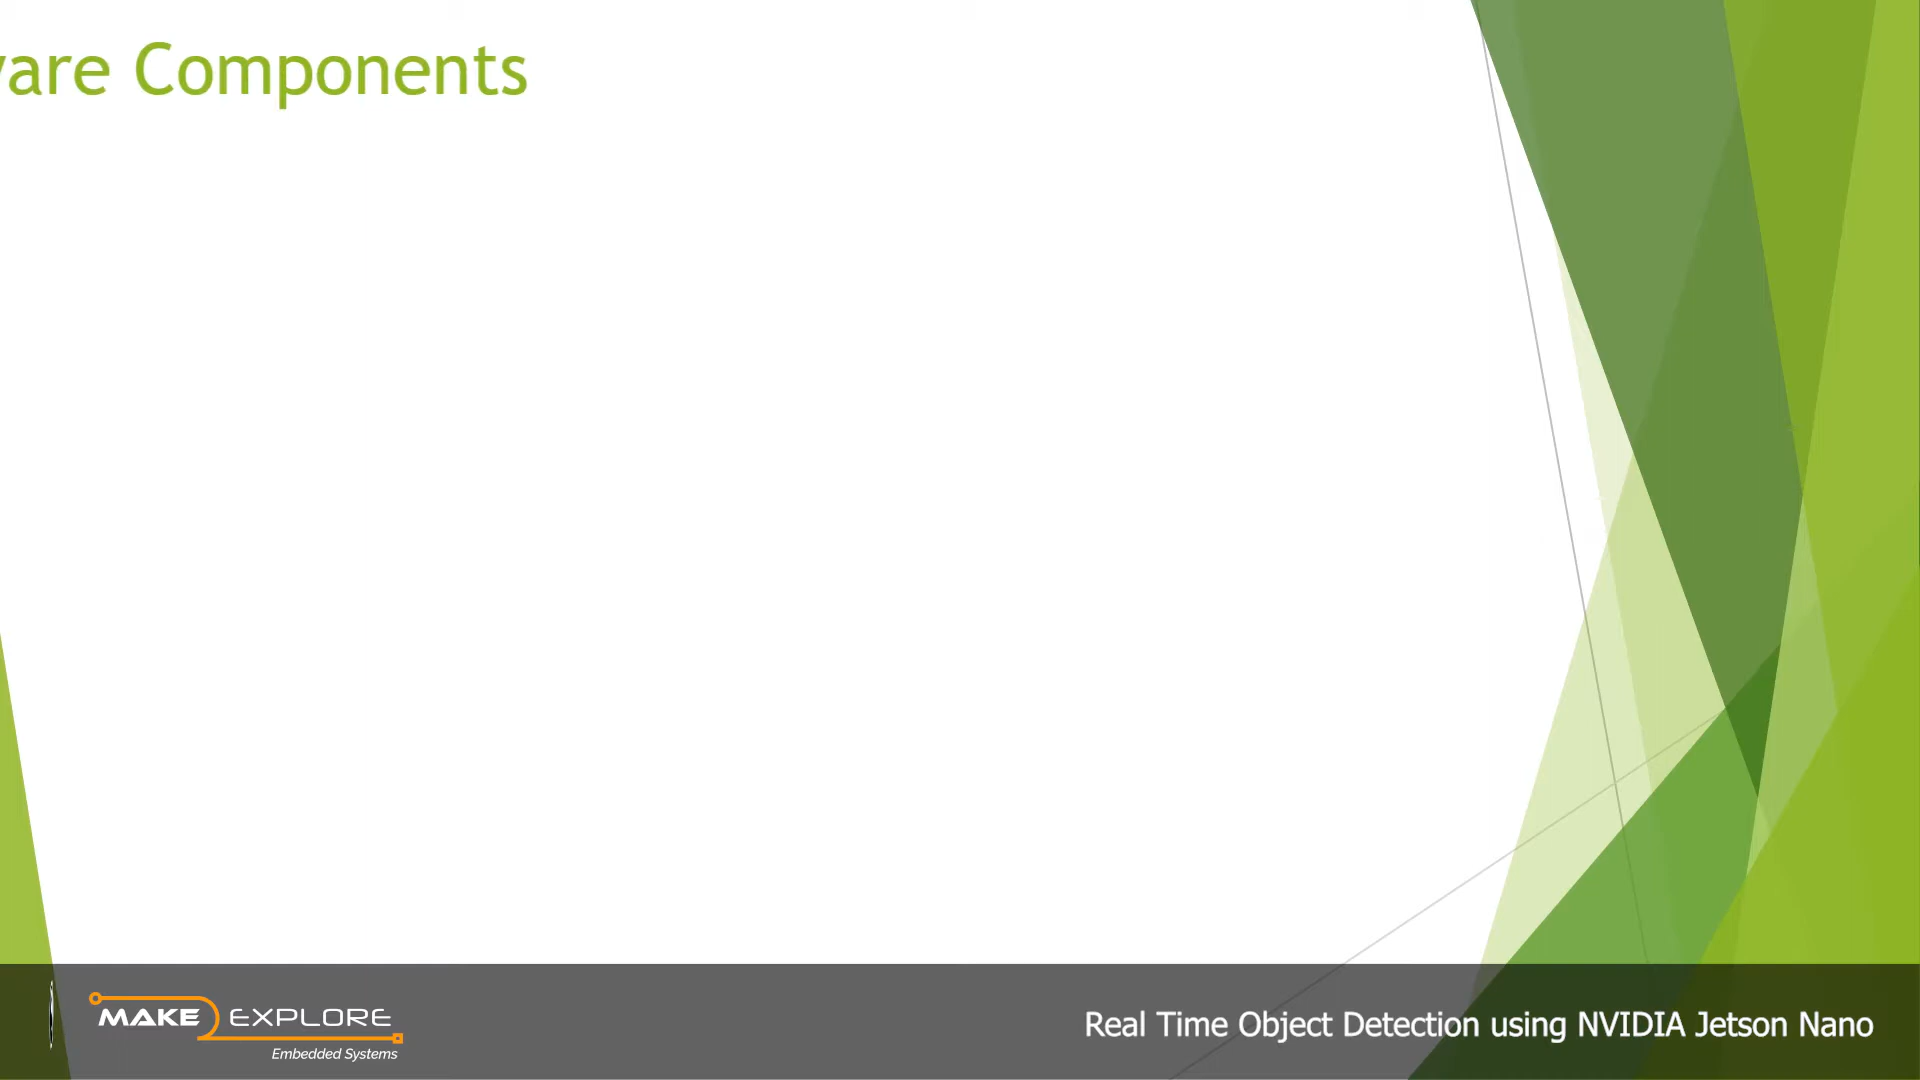 are Components
MAKE EXPLORE
Embedded Systems
Real Time Object Detection using NVIDIA Jetson Nano